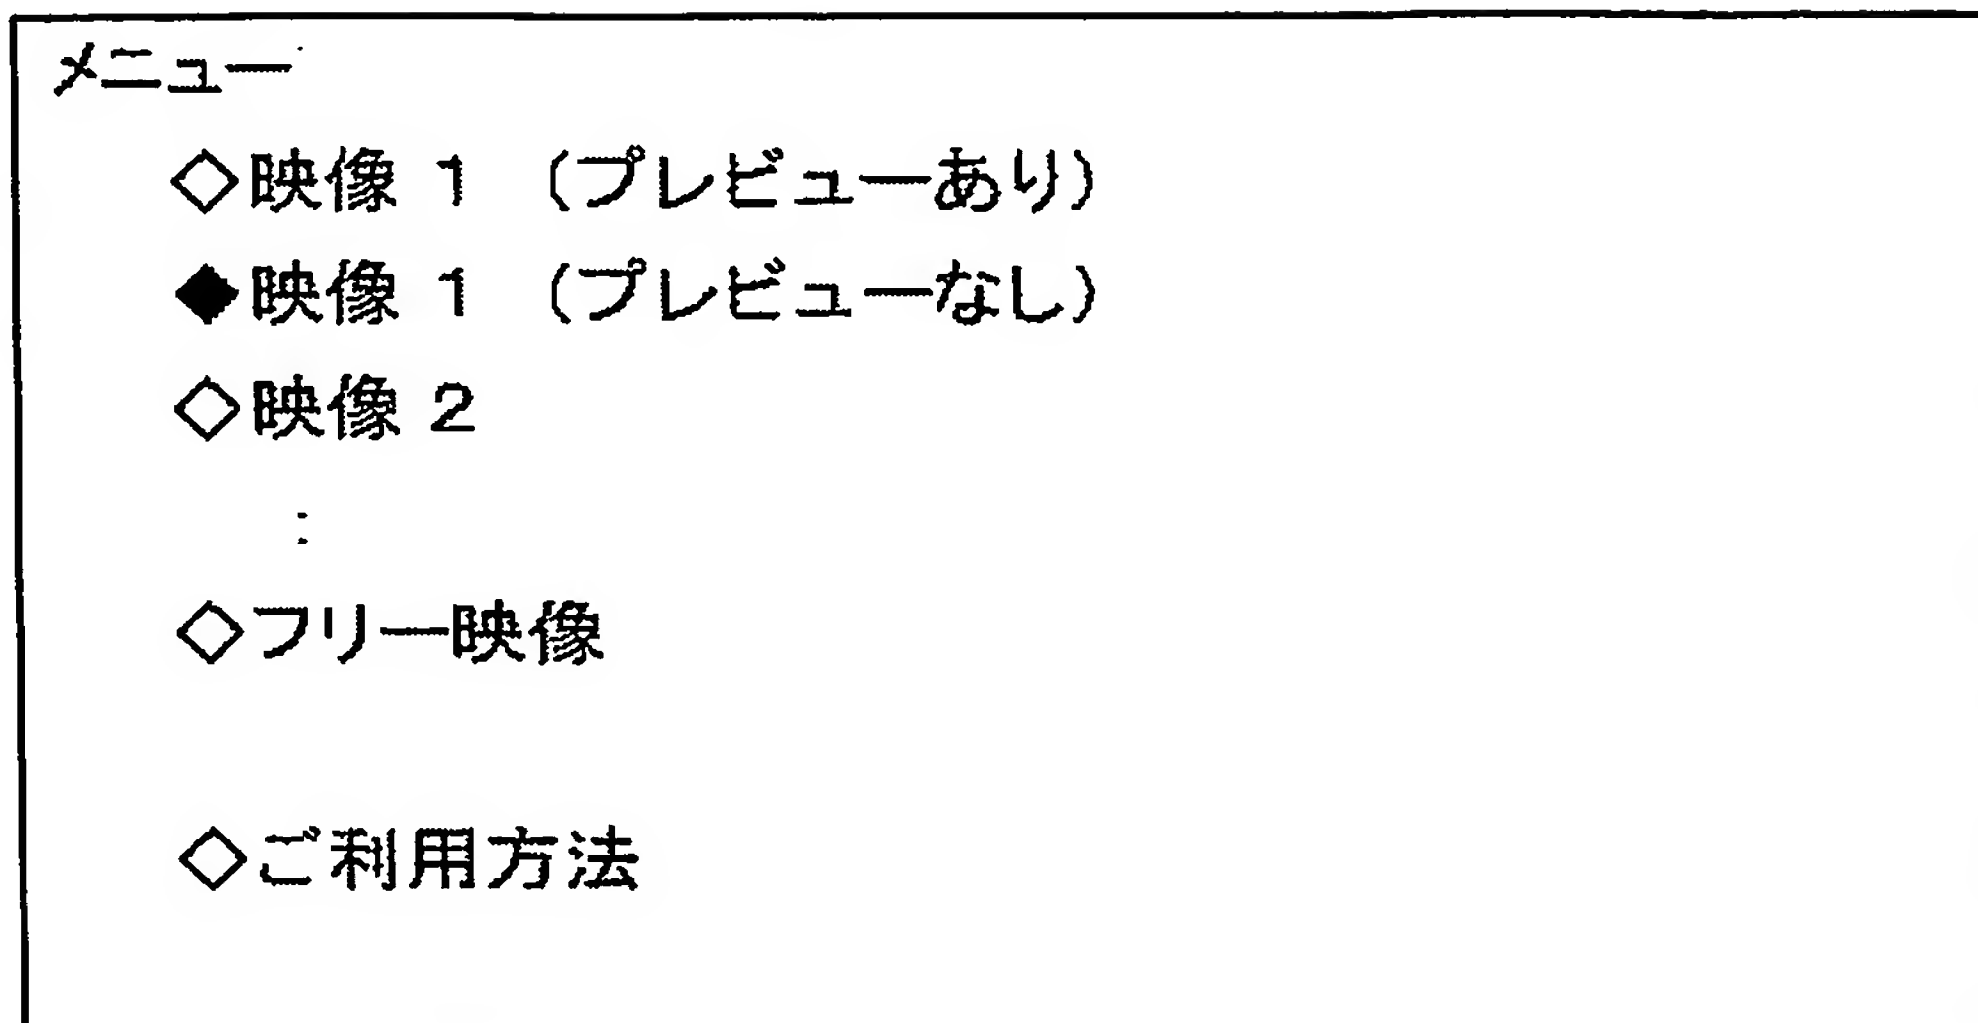 メニュー
◇映像 1 （プレビューあり）
◆映像 1 （プレビューなし）
◇映像 2
:
◇フリー映像
◇ご利用方法